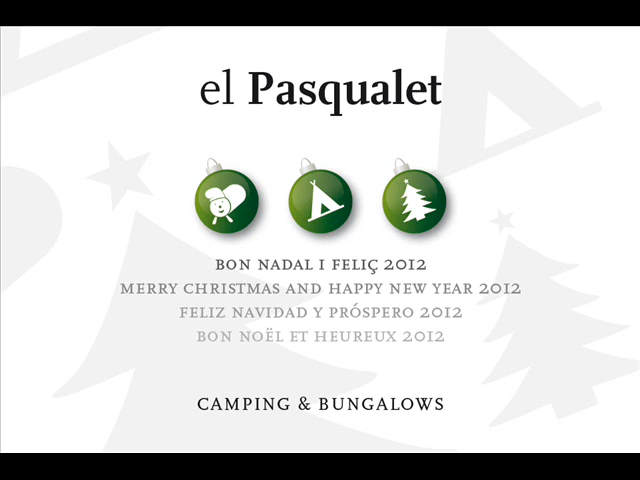 el Pasqualet
BON NADAL I FELIÇ 2012
MERRY CHRISTMAS AND HAPPY NEW YEAR 2012
FELIZ NAVIDAD Y PRÓSPERO 2012
BON NOËL ET HEUREUX 2012
CAMPING & BUNGALOWS